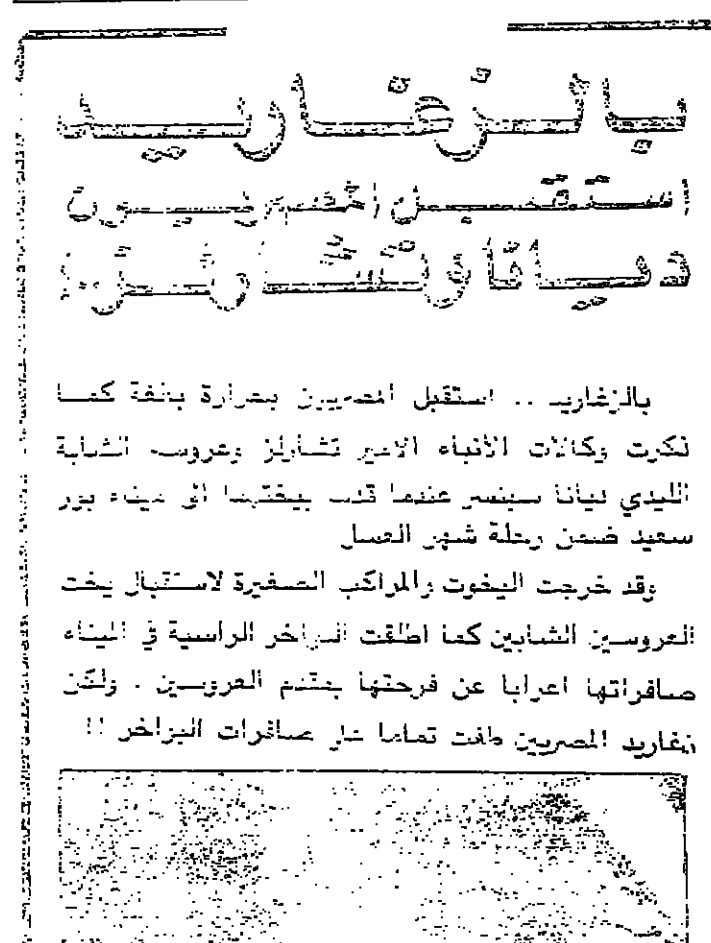 بالزغاريد
استقبل المصريون
ديانا وتشارلز
بالزغاريد .. استقبل المصريون بحرارة بالغة كما
ذكرت وكالات الأنباء الامير تشارلز وعروسه الشابة
الليدي ديانا سبنسر عندما قدما بيختهما الى ميناء بور
سعيد ضمن رحلة شهر العسل
وقد خرجت اليخوت والمراكب الصغيرة لاستقبال يخت
العروسين الشابين كما اطلقت البواخر الراسية في الميناء
صافراتها اعرابا عن فرحتها بمقدم العروسين . ولكن
زغاريد المصريين طغت تماما على صافرات البواخر !!